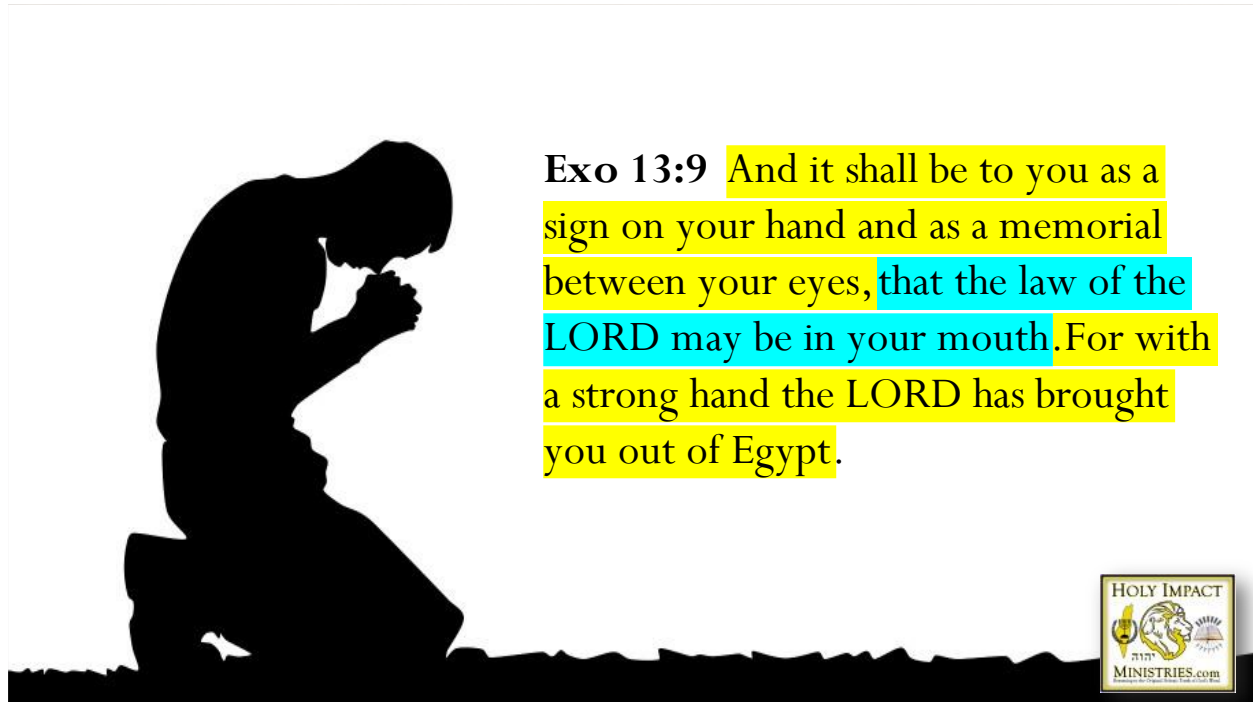 Exo 13:9 And it shall be to you as a
sign on your hand and as a memorial
between your eyes, that the law of the
LORD may be in your mouth.For with
a strong hand the LORD has brought
you out of Egypt.
HOLY IMPACT
יהוה
MINISTRIES.com